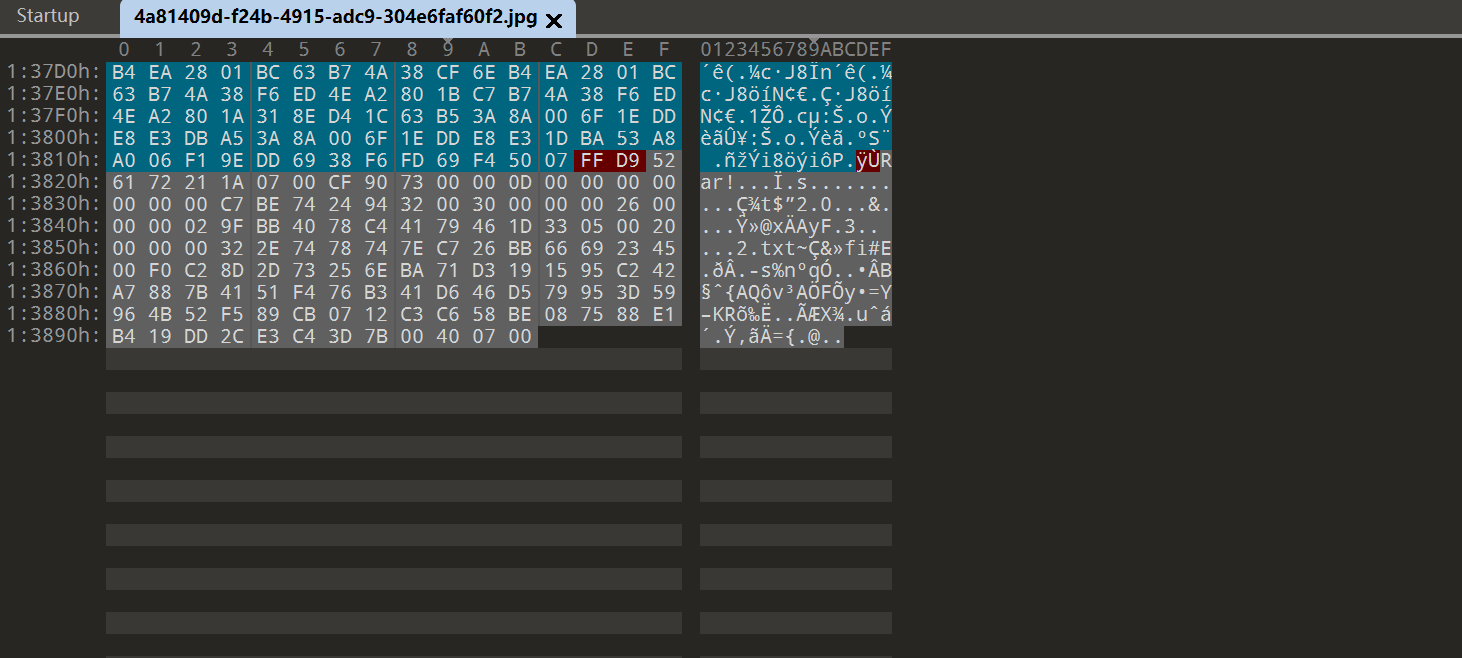 Startup 4a81409d-f24b-4915-adc9-304e6faf60f2.jpg ×
0 1 2 3 4 5 6 7 8 9 A B C D E F 0123456789ABCDEF
1:37D0h: B4 EA 28 01 BC 63 B7 4A 38 CF 6E B4 EA 28 01 BC ´ê(.¼c·J8Ïn´ê(.¼
1:37E0h: 63 B7 4A 38 F6 ED 4E A2 80 1B C7 B7 4A 38 F6 ED c·J8öíN¢€.Ç·J8öí
1:37F0h: 4E A2 80 1A 31 8E D4 1C 63 B5 3A 8A 00 6F 1E DD N¢€.1ŽÔ.cµ:Š.o.Ý
1:3800h: E8 E3 DB A5 3A 8A 00 6F 1E DD E8 E3 1D BA 53 A8 èãÛ¥:Š.o.Ýèã.ºS¨
1:3810h: A0 06 F1 9E DD 69 38 F6 FD 69 F4 50 07 FF D9 52  .ñžÝi8öýiôP.ÿÙR
1:3820h: 61 72 21 1A 07 00 CF 90 73 00 00 0D 00 00 00 00 ar!...Ï.s.......
1:3830h: 00 00 00 C7 BE 74 24 94 32 00 30 00 00 00 26 00 ...Ç¾t$”2.0...&.
1:3840h: 00 00 02 9F BB 40 78 C4 41 79 46 1D 33 05 00 20 ...Ÿ»@xÄAyF.3..
1:3850h: 00 00 00 32 2E 74 78 74 7E C7 26 BB 66 69 23 45 ...2.txt~Ç&»fi#E
1:3860h: 00 F0 C2 8D 2D 73 25 6E BA 71 D3 19 15 95 C2 42 .ðÂ.-s%nºqÓ..•ÂB
1:3870h: A7 88 7B 41 51 F4 76 B3 41 D6 46 D5 79 95 3D 59 §ˆ{AQôv³AÖFÕy•=Y
1:3880h: 96 4B 52 F5 89 CB 07 12 C3 C6 58 BE 08 75 88 E1 –KRõ‰Ë..ÃÆX¾.uˆá
1:3890h: B4 19 DD 2C E3 C4 3D 7B 00 40 07 00 ´.Ý,ãÄ={.@..